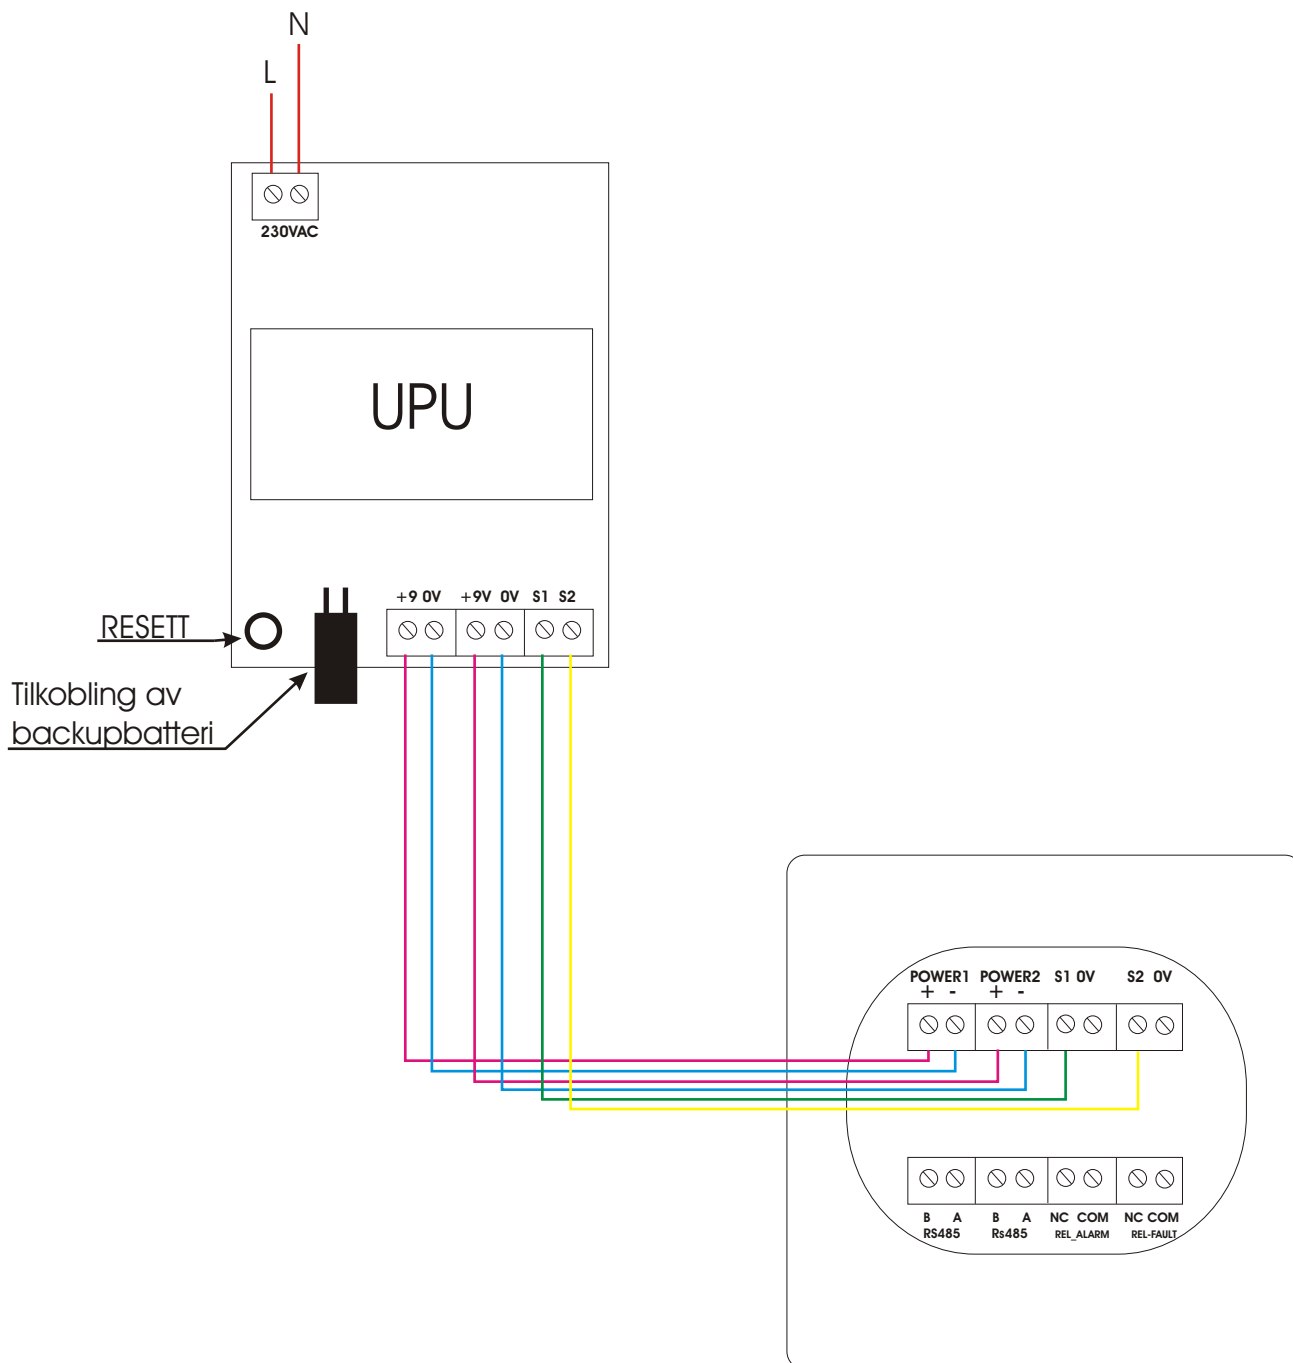 N
L
230VAC
UPU
+9 0V +9V 0V S1 S2
RESETT
Tilkobling av
backupbatteri
POWER1 POWER2 S1 0V S2 0V
+ - + -
B A B A NC COM NC COM
RS485 Rs485 REL_ALARM REL-FAULT